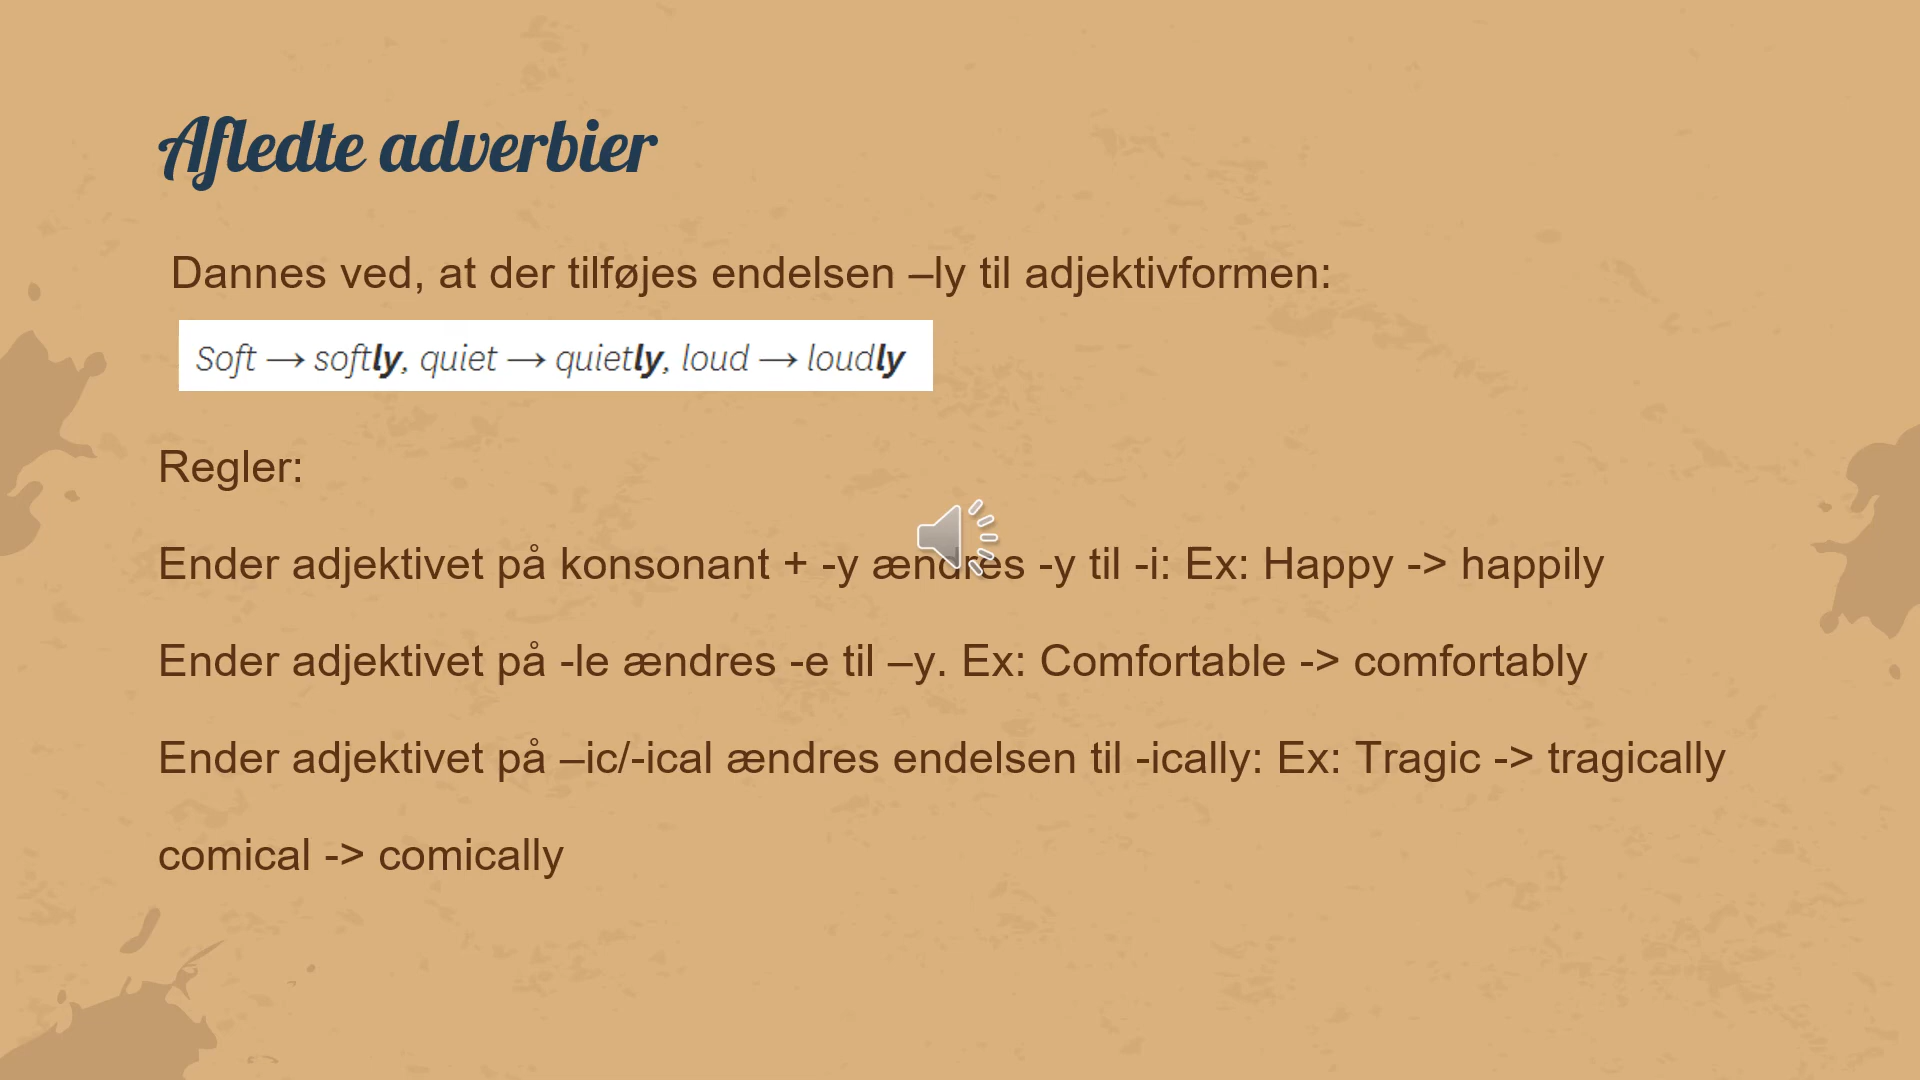 Afledte adverbier
Dannes ved, at der tilføjes endelsen –ly til adjektivformen:
Soft → softly, quiet → quietly, loud → loudly
Regler:
Ender adjektivet på konsonant + -y ændres -y til -i: Ex: Happy -> happily
Ender adjektivet på -le ændres -e til –y. Ex: Comfortable -> comfortably
Ender adjektivet på –ic/-ical ændres endelsen til -ically: Ex: Tragic -> tragically
comical -> comically